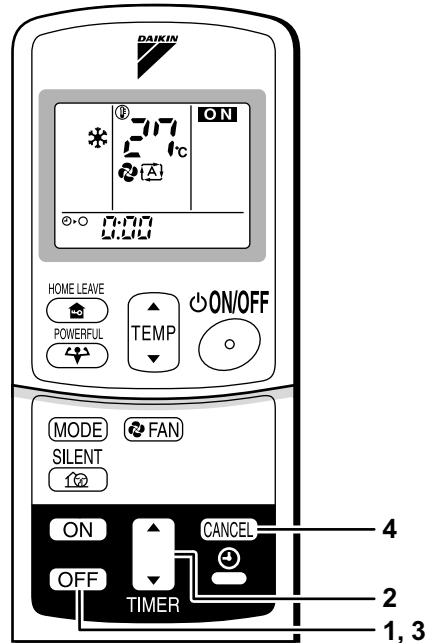 DAIKIN
ON
27°C
A
0:00
HOME LEAVE
ON/OFF
POWERFUL
TEMP
MODE
FAN
SILENT
ON
CANCEL
4
OFF
2
TIMER
1, 3